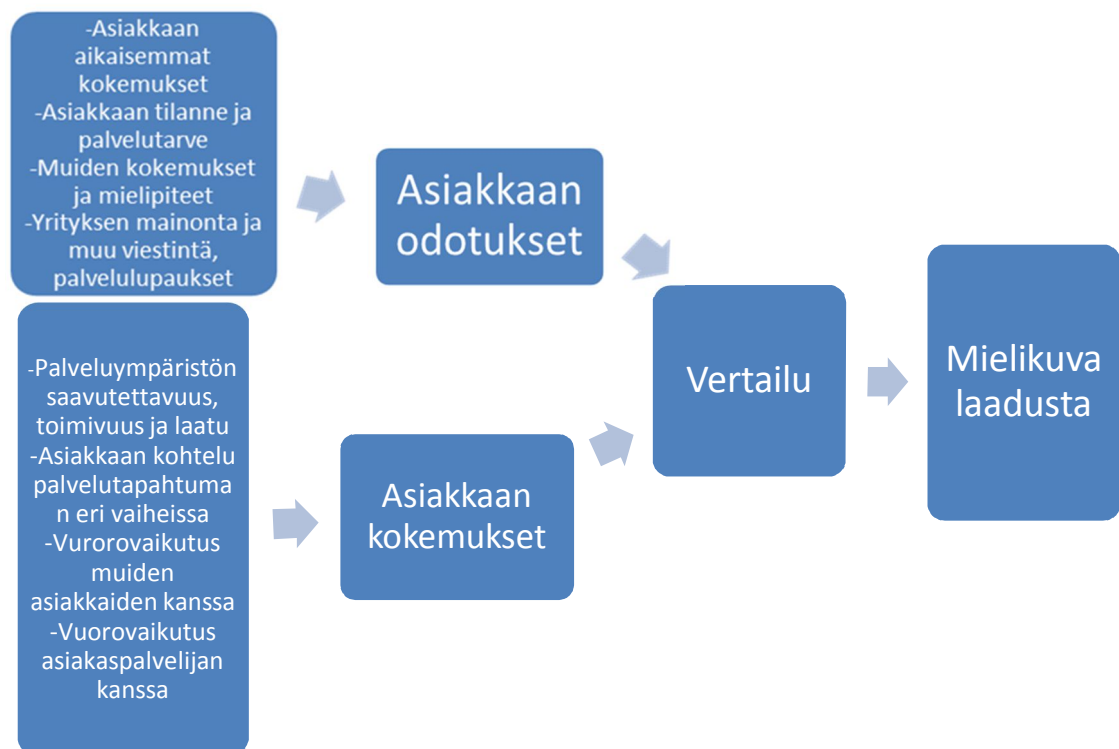 -Asiakkaan
aikaisemmat
kokemukset
-Asiakkaan tilanne ja
palvelutarve
-Muiden kokemukset
ja mielipiteet
-Yrityksen mainonta ja
muu viestintä,
palvelulupaukset
Asiakkaan
odotukset
-Palveluympäristön
saavutettavuus,
toimivuus ja laatu
-Asiakkaan kohtelu
palvelutapahtuma
n eri vaiheissa
-Vurorovaikutus
muiden
asiakkaiden kanssa
-Vuorovaikutus
asiakaspalvelijan
kanssa
Asiakkaan
kokemukset
Vertailu
Mielikuva
laadusta